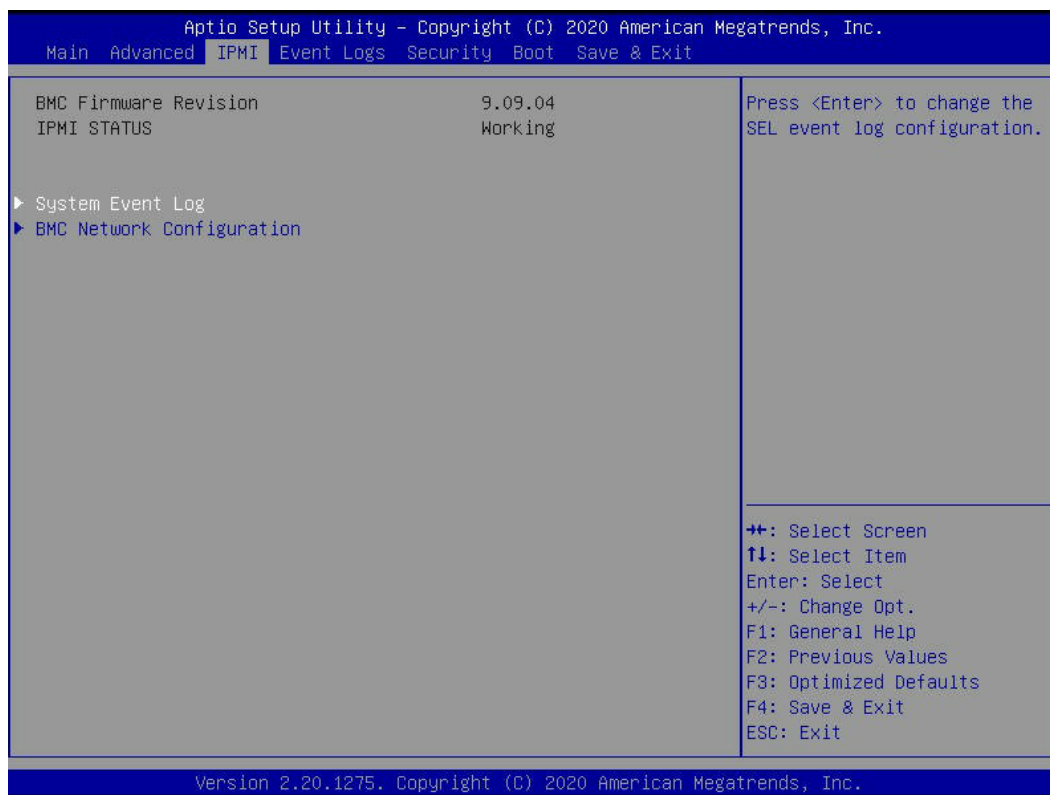 Aptio Setup Utility – Copyright (C) 2020 American Megatrends, Inc.
Main Advanced IPMI Event Logs Security Boot Save & Exit
BMC Firmware Revision 9.09.04
IPMI STATUS Working
▶ System Event Log
▶ BMC Network Configuration
Press <Enter> to change the
SEL event log configuration.
→←: Select Screen
↑↓: Select Item
Enter: Select
+/-: Change Opt.
F1: General Help
F2: Previous Values
F3: Optimized Defaults
F4: Save & Exit
ESC: Exit
Version 2.20.1275. Copyright (C) 2020 American Megatrends, Inc.